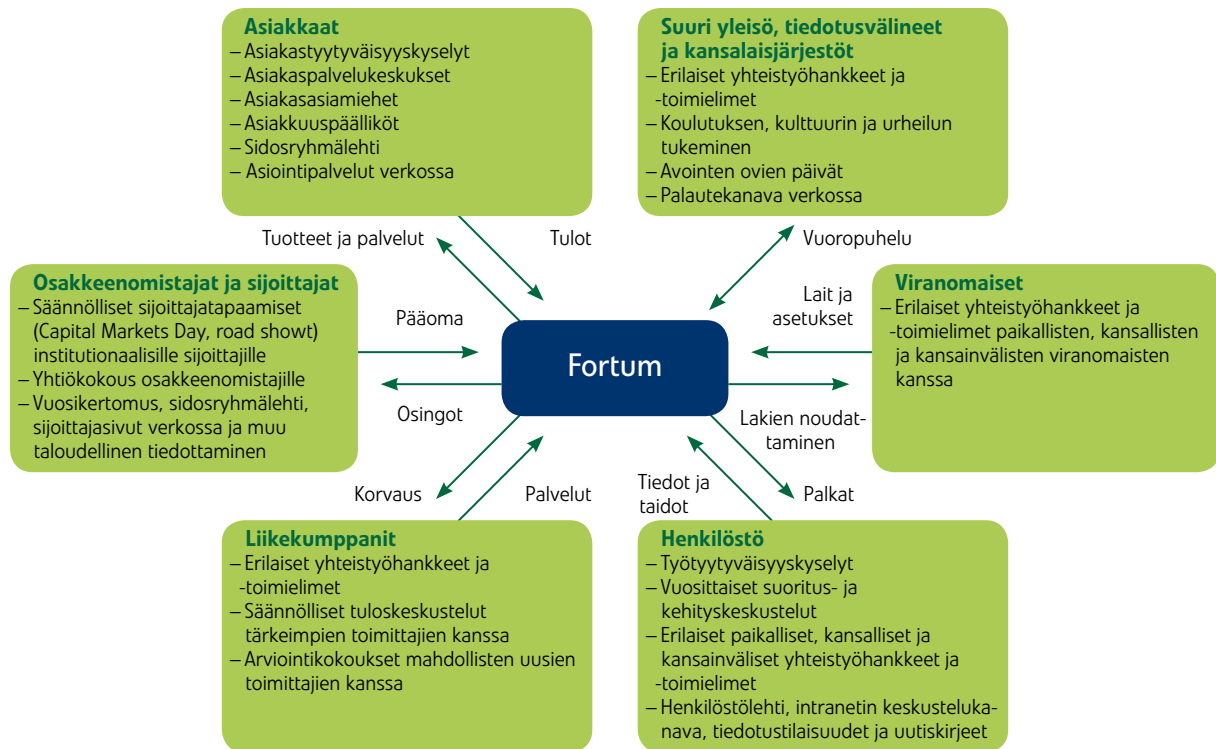 Asiakkaat
– Asiakastyytyväisyyskyselyt
– Asiakaspalvelukeskukset
– Asiakasasiamiehet
– Asiakkuuspäälliköt
– Sidosryhmälehti
– Asiointipalvelut verkossa
Suuri yleisö, tiedotusvälineet
ja kansalaisjärjestöt
– Erilaiset yhteistyöhankkeet ja
-toimielimet
– Koulutuksen, kulttuurin ja urheilun
tukeminen
– Avointen ovien päivät
– Palautekanava verkossa
Tuotteet ja palvelut
Tulot
Vuoropuhelu
Osakkeenomistajat ja sijoittajat
– Säännölliset sijoittajatapaamiset
(Capital Markets Day, road showt)
institutionaalisille sijoittajille
– Yhtiökokous osakkeenomistajille
– Vuosikertomus, sidosryhmälehti,
sijoittajasivut verkossa ja muu
taloudellinen tiedottaminen
Pääoma
Osingot
Fortum
Lait ja
asetukset
Lakien noudat-
taminen
Viranomaiset
– Erilaiset yhteistyöhankkeet ja
-toimielimet paikallisten, kansallisten
ja kansainvälisten viranomaisten
kanssa
Korvaus
Palvelut
Tiedot ja
taidot
Palkat
Liikekumppanit
– Erilaiset yhteistyöhankkeet ja
-toimielimet
– Säännölliset tuloskeskustelut
tärkeimpien toimittajien kanssa
– Arviointikokoukset mahdollisten uusien
toimittajien kanssa
Henkilöstö
– Työtyytyväisyyskyselyt
– Vuosittaiset suoritus- ja
kehityskeskustelut
– Erilaiset paikalliset, kansalliset ja
kansainväliset yhteistyöhankkeet ja
-toimielimet
– Henkilöstölehti, intranetin keskusteluka-
nava, tiedotustilaisuudet ja uutiskirjeet